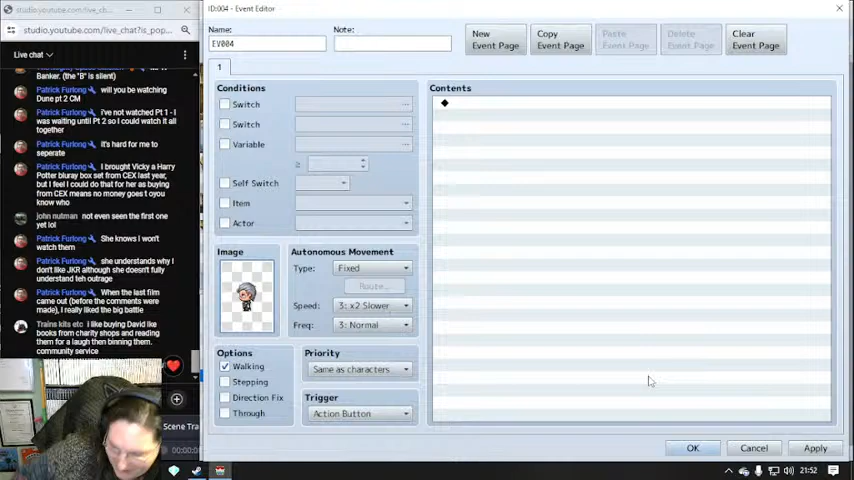 studio.youtube.com/live_ch...
studio.youtube.com/live_chat?is_pop...
Live chat
Banker. (the "B" is silent)
Patrick Furlong will you be watching
Dune pt 2 CM
Patrick Furlong i've not watched Pt 1 - I
was waiting until Pt 2 so I could watch it all
together
Patrick Furlong It's hard for me to
seperate
Patrick Furlong I brought Vicky a Harry
Potter bluray box set from CEX last year,
but I feel I could do that for her as buying
from CEX means no money goes t oyou
know who
john nutman not even seen the first one
yet lol
Patrick Furlong She knows I won't
watch them
Patrick Furlong she understands why I
don't like JKR although she doesn't fully
understand teh outrage
Patrick Furlong When the last film
came out (before the comments were
made), I really liked the big battle
Trains kits etc i like buying David Ike
books from charity shops and reading
them for a laugh then binning them.
community service
Scene Tra
00:00:0
ID:004 - Event Editor
Name:
EV004
Note:
New
Event Page
Copy
Event Page
Paste
Event Page
Delete
Event Page
Clear
Event Page
1
Conditions
Switch
Switch
Variable
≥
Self Switch
Item
Actor
Image
Autonomous Movement
Type: Fixed
Route...
Speed: 3: x2 Slower
Freq: 3: Normal
Options
Walking
Stepping
Direction Fix
Through
Priority
Same as characters
Trigger
Action Button
Contents
OK
Cancel
Apply
21:52